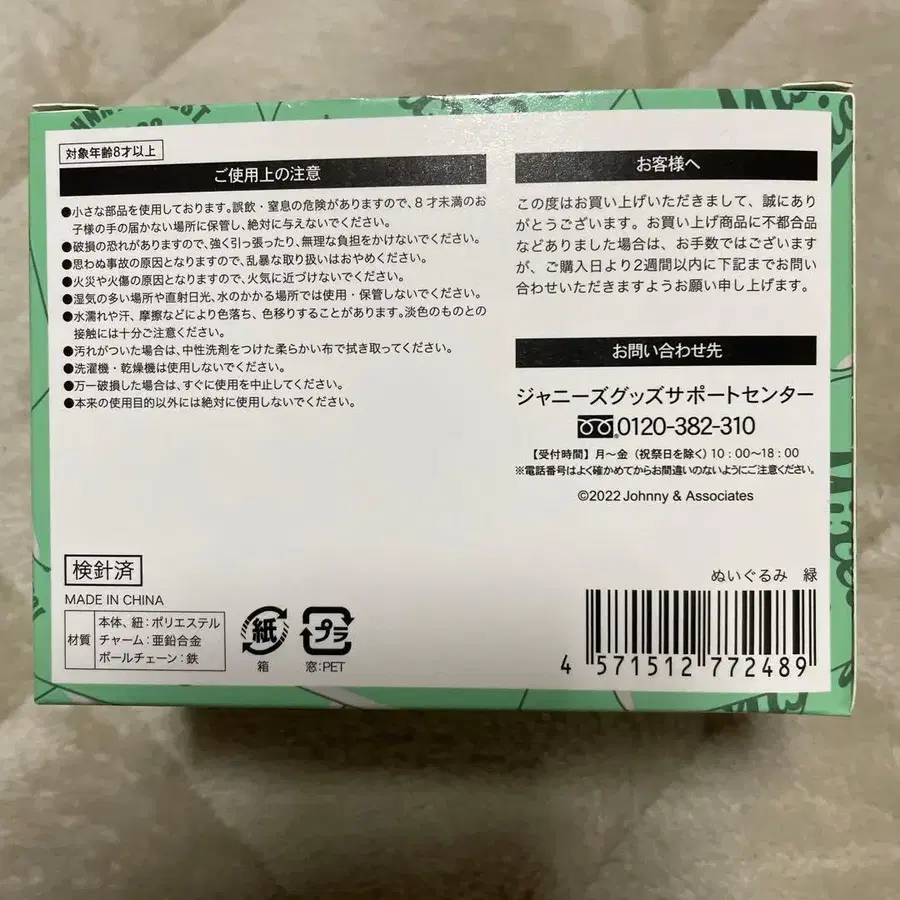 対象年齢8才以上
ご使用上の注意
●小さな部品を使用しております。誤飲・窒息の危険がありますので、8才未満のお
子様の手の届かない場所に保管し、絶対に与えないでください。
●破損の恐れがありますので、強く引っ張ったり、無理な負担をかけないでください。
●思わぬ事故の原因となりますので、乱暴な取り扱いはおやめください。
●火災や火傷の原因となりますので、火気に近づけないでください。
●湿気の多い場所や直射日光、水のかかる場所では使用・保管しないでください。
●水濡れや汗、摩擦などにより色落ち、色移りすることがあります。淡色のものとの
接触には十分ご注意ください。
●汚れがついた場合は、中性洗剤をつけた柔らかい布で拭き取ってください。
●洗濯機・乾燥機は使用しないでください。
●万一破損した場合は、すぐに使用を中止してください。
●本来の使用目的以外には絶対に使用しないでください。
お客様へ
この度はお買い上げいただきまして、誠にあり
がとうございます。お買い上げ商品に不都合品
などありました場合は、お手数ではございます
が、ご購入日より2週間以内に下記までお問い
合わせいただきますようお願い申し上げます。
お問い合わせ先
ジャニーズグッズサポートセンター
0120-382-310
【受付時間】月〜金（祝祭日を除く）10：00〜18：00
※電話番号はよく確かめてからお間違いのないようにご注意ください。
©2022 Johnny & Associates
検針済
MADE IN CHINA
材質
本体、紐：ポリエステル
チャーム：亜鉛合金
ボールチェーン：鉄
紙
箱
プラ
窓：PET
ぬいぐるみ 緑
4 571512 772489